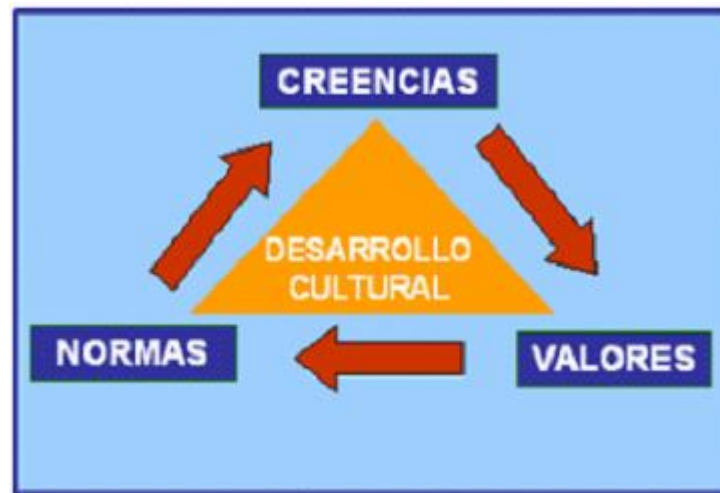 CREENCIAS
DESARROLLO
CULTURAL
NORMAS
VALORES